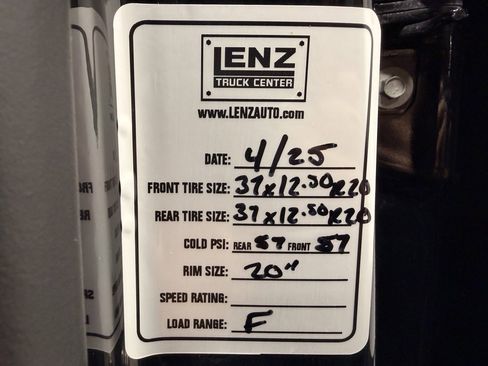 LENZ
TRUCK CENTER
www.LENZAUTO.com
DATE: 4/25
FRONT TIRE SIZE: 37x12.50R20
REAR TIRE SIZE: 37x12.50R20
COLD PSI: REAR 57 FRONT 57
RIM SIZE: 20"
SPEED RATING:
LOAD RANGE: F